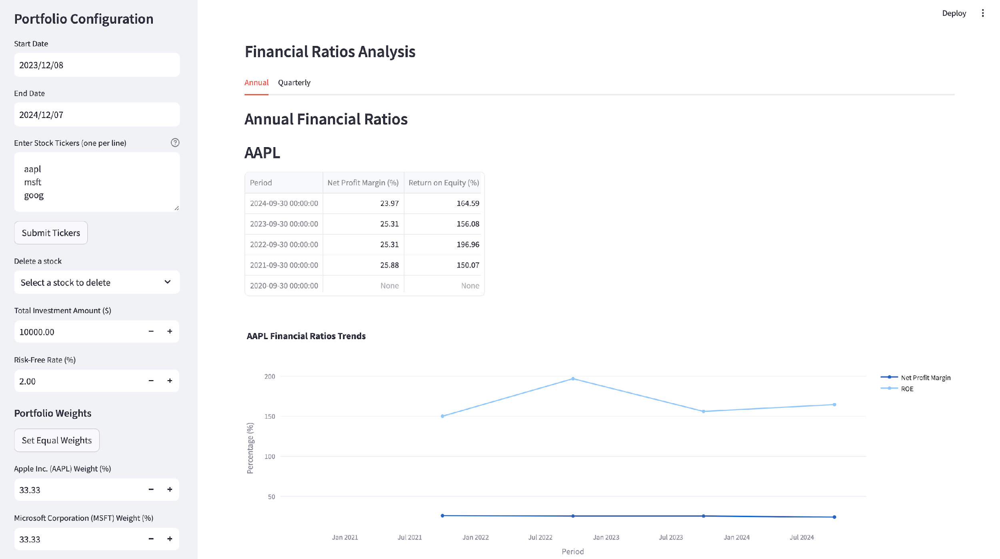 Portfolio Configuration
Start Date
2023/12/08
End Date
2024/12/07
Enter Stock Tickers (one per line)
aapl
msft
goog
Submit Tickers
Delete a stock
Select a stock to delete
Total Investment Amount ($)
10000.00 − +
Risk-Free Rate (%)
2.00 − +
Portfolio Weights
Set Equal Weights
Apple Inc. (AAPL) Weight (%)
33.33 − +
Microsoft Corporation (MSFT) Weight (%)
33.33 − +
Deploy
Financial Ratios Analysis
Annual Quarterly
Annual Financial Ratios
AAPL
Period Net Profit Margin (%) Return on Equity (%)
2024-09-30 00:00:00 23.97 164.59
2023-09-30 00:00:00 25.31 156.08
2022-09-30 00:00:00 25.31 196.96
2021-09-30 00:00:00 25.88 150.07
2020-09-30 00:00:00 None None
AAPL Financial Ratios Trends
200
150
100
50
Percentage (%)
Jan 2021 Jul 2021 Jan 2022 Jul 2022 Jan 2023 Jul 2023 Jan 2024 Jul 2024
Period
Net Profit Margin
ROE